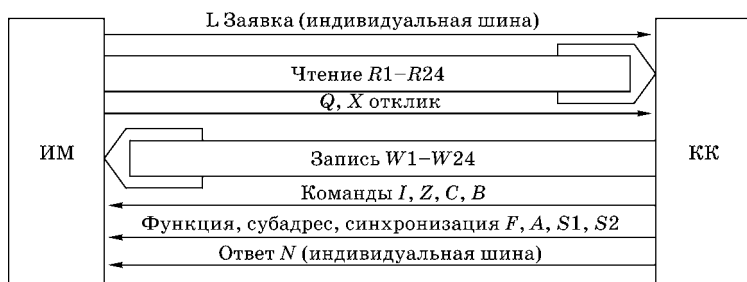 L Заявка (индивидуальная шина)
Чтение R1–R24
Q, X отклик
ИМ
Запись W1–W24
КК
Команды I, Z, C, B
Функция, субадрес, синхронизация F, A, S1, S2
Ответ N (индивидуальная шина)